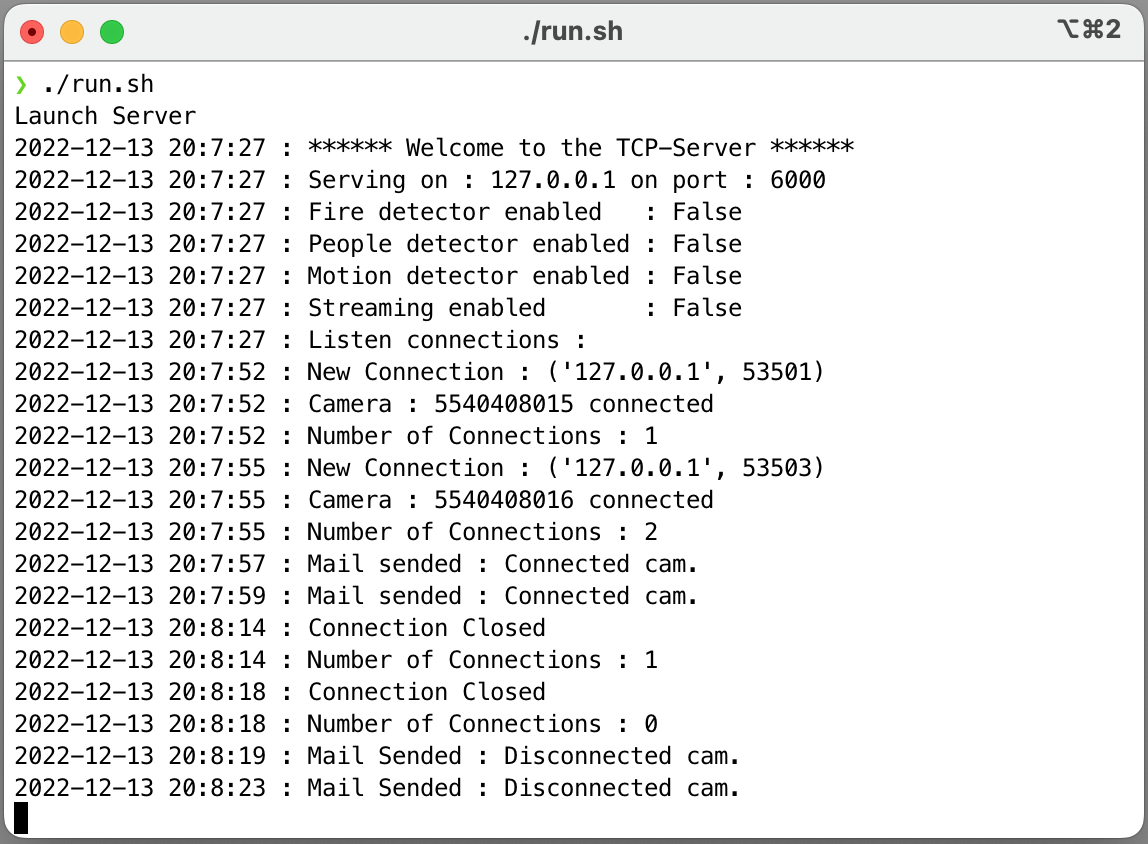 ./run.sh
⌥⌘2
❯ ./run.sh
Launch Server
2022-12-13 20:7:27 : ****** Welcome to the TCP-Server ******
2022-12-13 20:7:27 : Serving on : 127.0.0.1 on port : 6000
2022-12-13 20:7:27 : Fire detector enabled   : False
2022-12-13 20:7:27 : People detector enabled : False
2022-12-13 20:7:27 : Motion detector enabled : False
2022-12-13 20:7:27 : Streaming enabled       : False
2022-12-13 20:7:27 : Listen connections :
2022-12-13 20:7:52 : New Connection : ('127.0.0.1', 53501)
2022-12-13 20:7:52 : Camera : 5540408015 connected
2022-12-13 20:7:52 : Number of Connections : 1
2022-12-13 20:7:55 : New Connection : ('127.0.0.1', 53503)
2022-12-13 20:7:55 : Camera : 5540408016 connected
2022-12-13 20:7:55 : Number of Connections : 2
2022-12-13 20:7:57 : Mail sended : Connected cam.
2022-12-13 20:7:59 : Mail sended : Connected cam.
2022-12-13 20:8:14 : Connection Closed
2022-12-13 20:8:14 : Number of Connections : 1
2022-12-13 20:8:18 : Connection Closed
2022-12-13 20:8:18 : Number of Connections : 0
2022-12-13 20:8:19 : Mail Sended : Disconnected cam.
2022-12-13 20:8:23 : Mail Sended : Disconnected cam.